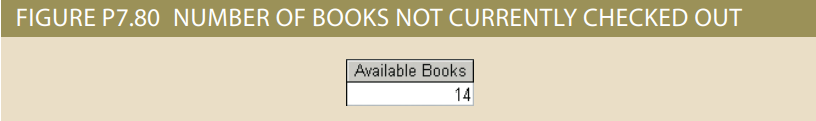 FIGURE P7.80 NUMBER OF BOOKS NOT CURRENTLY CHECKED OUT
Available Books
14